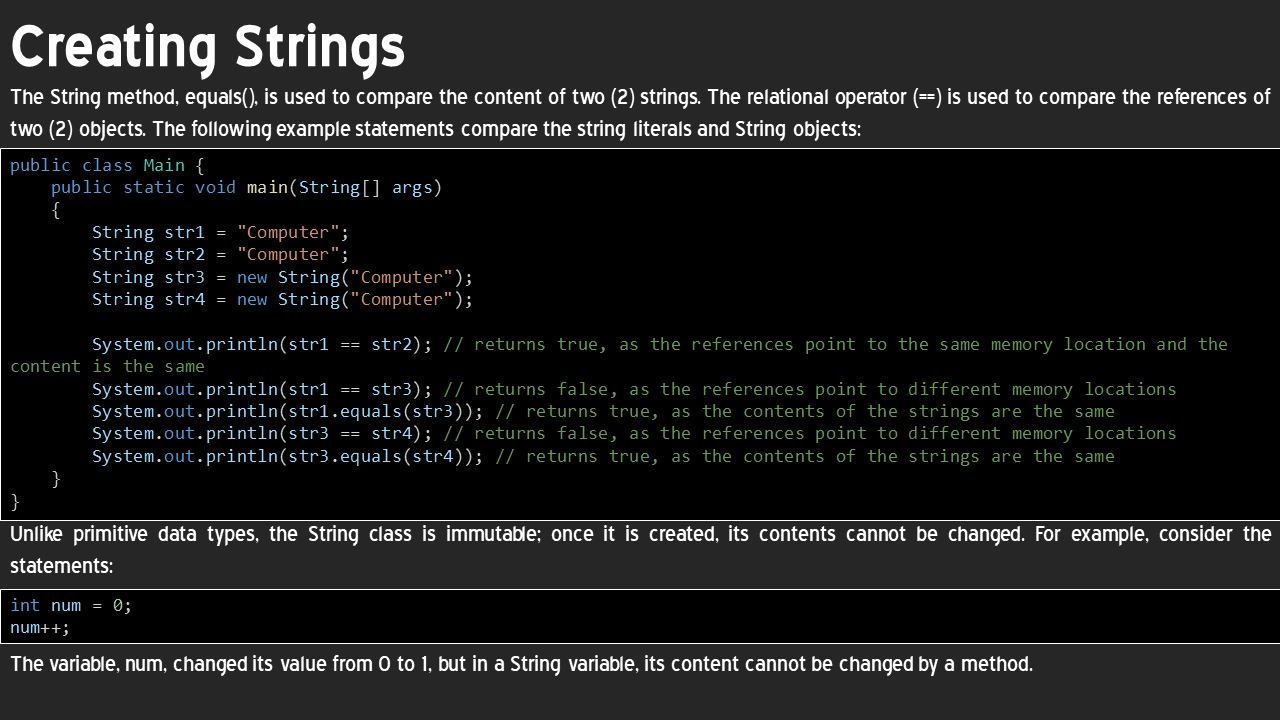 Creating Strings
The String method, equals(), is used to compare the content of two (2) strings. The relational operator (==) is used to compare the references of
two (2) objects. The following example statements compare the string literals and String objects:
public class Main {
    public static void main(String[] args)
    {
        String str1 = "Computer";
        String str2 = "Computer";
        String str3 = new String("Computer");
        String str4 = new String("Computer");

        System.out.println(str1 == str2); // returns true, as the references point to the same memory location and the
content is the same
        System.out.println(str1 == str3); // returns false, as the references point to different memory locations
        System.out.println(str1.equals(str3)); // returns true, as the contents of the strings are the same
        System.out.println(str3 == str4); // returns false, as the references point to different memory locations
        System.out.println(str3.equals(str4)); // returns true, as the contents of the strings are the same
    }
}
Unlike primitive data types, the String class is immutable; once it is created, its contents cannot be changed. For example, consider the
statements:
int num = 0;
num++;
The variable, num, changed its value from 0 to 1, but in a String variable, its content cannot be changed by a method.